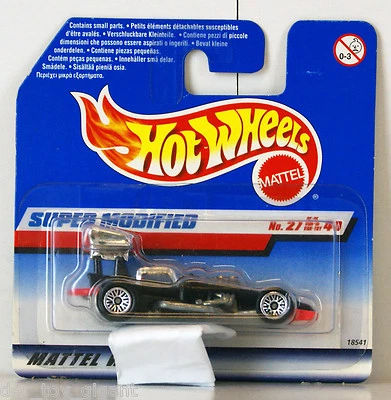 Contains small parts. • Petits éléments détachables susceptibles
d'être avalés. • Verschluckbare Kleinteile. • Contiene pezzi di piccole
dimensioni che possono essere aspirati o ingeriti. • Bevat kleine
onderdelen. • Contiene piezas pequeñas.
Contém peças pequenas. • Innehåller små delar.
Smådele. • Sisältää pieniä osia.
Περιέχει μικρά εξαρτήματα.
0-3
HOT WHEELS
MATTEL
®
SUPER MODIFIED
No. 27 40
18541
MATTEL